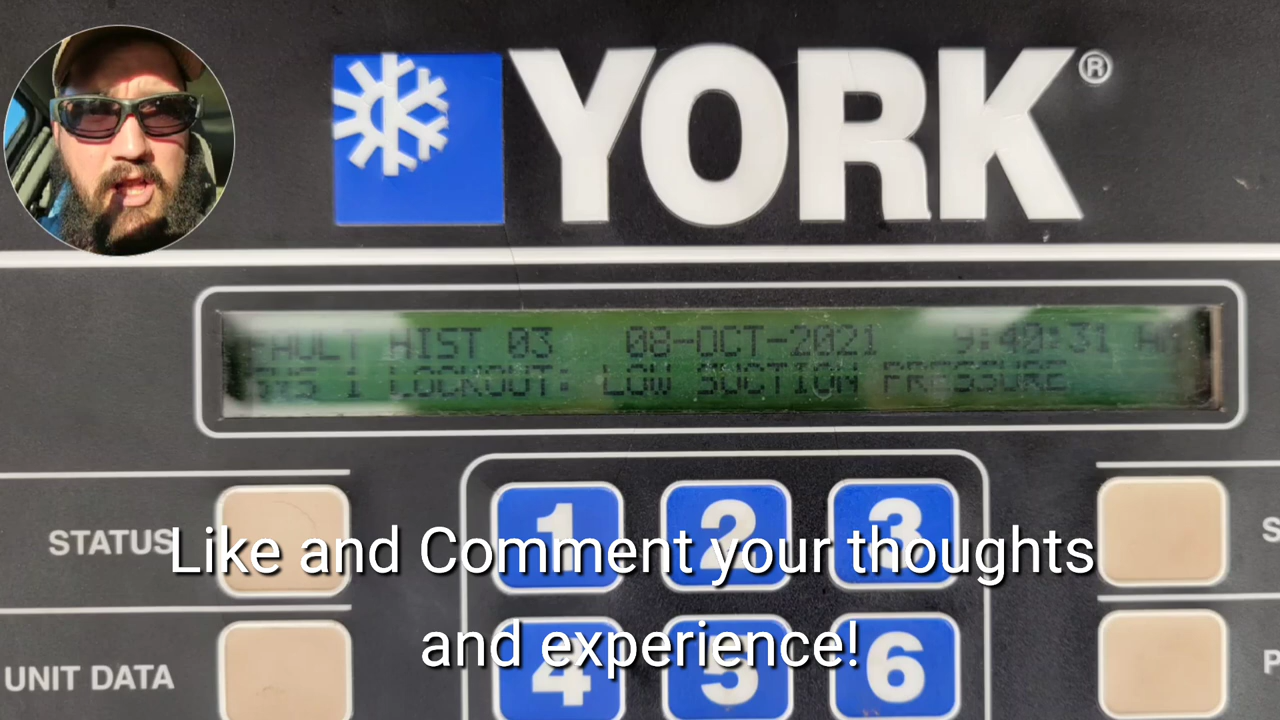 YORK®
FAULT HIST 03 08-OCT-2021 9:40:31 AM
SYS 1 LOCKOUT: LOW SUCTION PRESSURE
STATUS
1 2 3
Like and Comment your thoughts
and experience!
UNIT DATA
4 5 6
S
P